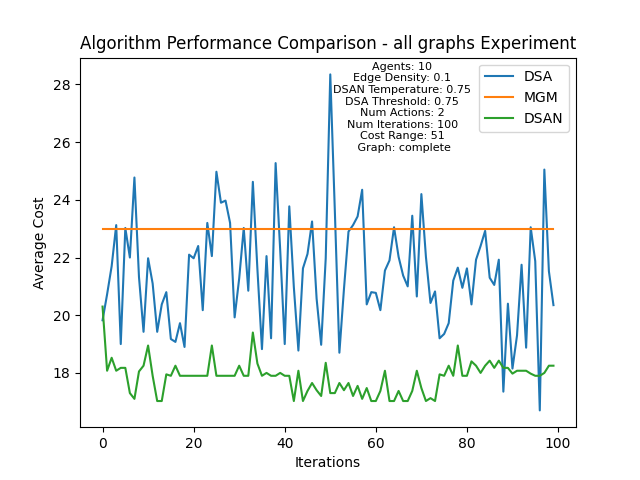 Algorithm Performance Comparison - all graphs Experiment
Agents: 10
Edge Density: 0.1
DSAN Temperature: 0.75
DSA Threshold: 0.75
Num Actions: 2
Num Iterations: 100
Cost Range: 51
Graph: complete
DSA
MGM
DSAN
Average Cost
28
26
24
22
20
18
0 20 40 60 80 100
Iterations